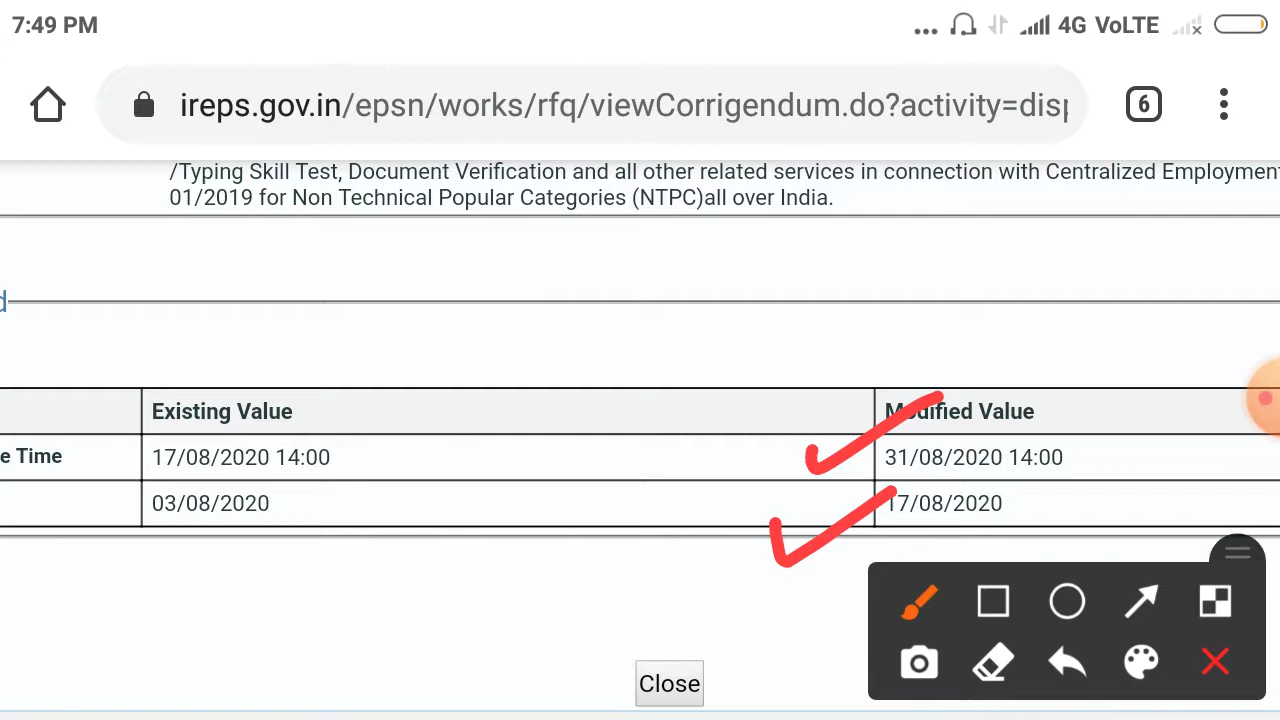 7:49 PM
4G VoLTE
ireps.gov.in/epsn/works/rfq/viewCorrigendum.do?activity=disp
6
/Typing Skill Test, Document Verification and all other related services in connection with Centralized Employmen
01/2019 for Non Technical Popular Categories (NTPC)all over India.
d
Existing Value Modified Value
e Time 17/08/2020 14:00 31/08/2020 14:00
03/08/2020 17/08/2020
Close